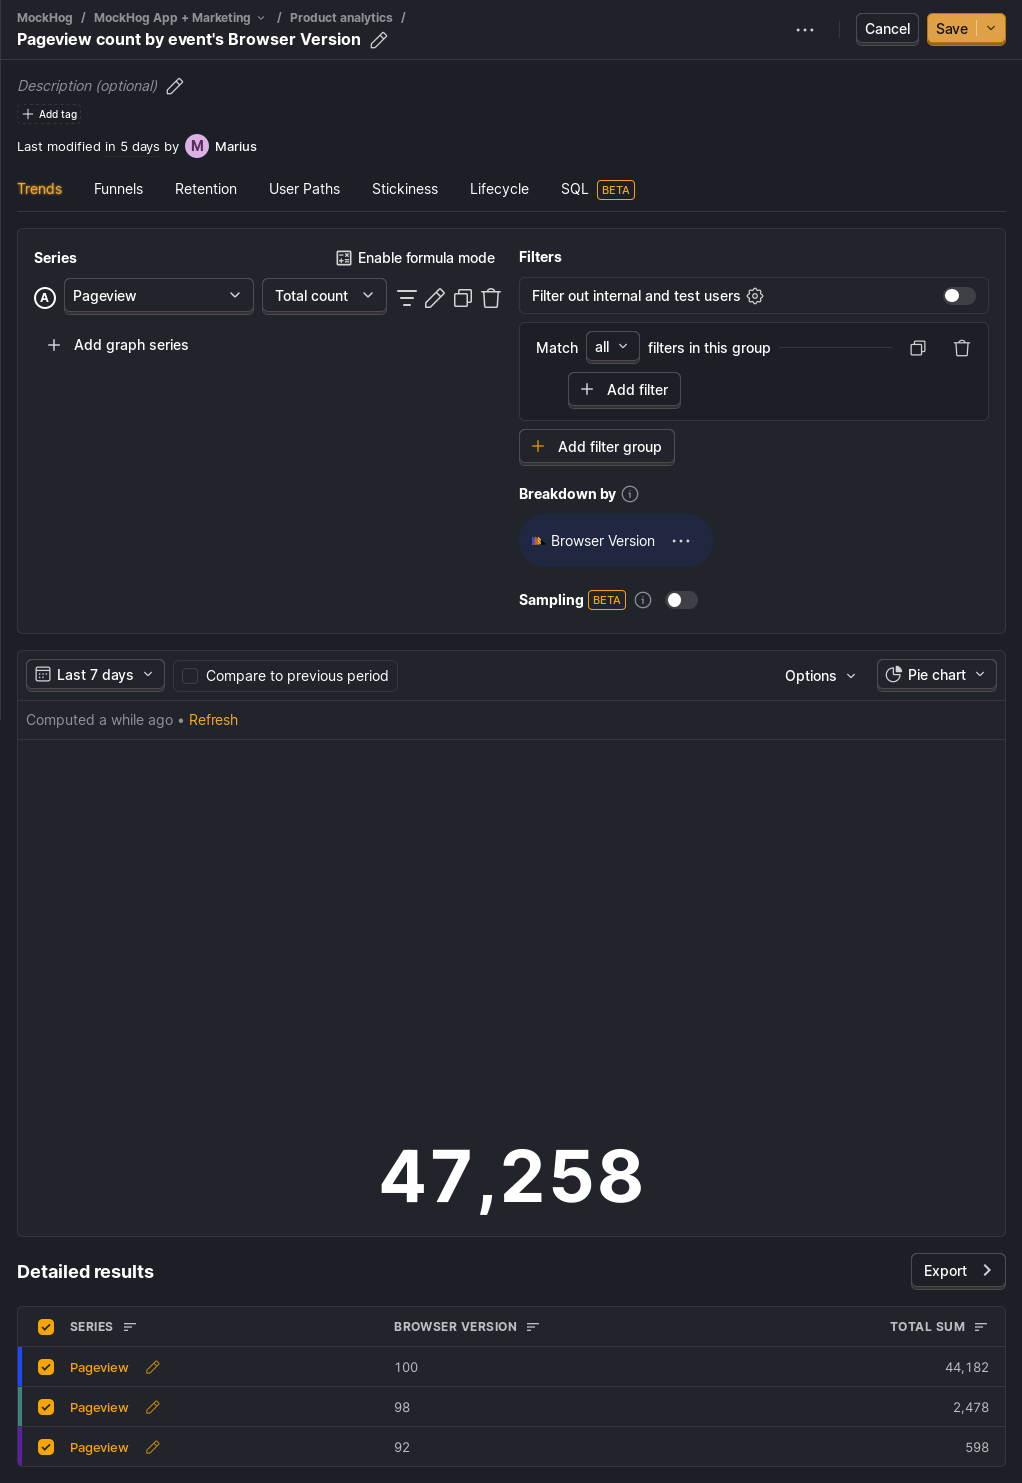 MockHog / MockHog App + Marketing / Product analytics /
Pageview count by event's Browser Version
Cancel
Save
Description (optional)
Add tag
Last modified in 5 days by M Marius
Trends Funnels Retention User Paths Stickiness Lifecycle SQL BETA
Series
Enable formula mode
A Pageview Total count
Add graph series
Filters
Filter out internal and test users
Match all filters in this group
Add filter
Add filter group
Breakdown by
Browser Version
Sampling BETA
Last 7 days Compare to previous period Options Pie chart
Computed a while ago • Refresh
47,258
Detailed results Export
SERIES BROWSER VERSION TOTAL SUM
Pageview 100 44,182
Pageview 98 2,478
Pageview 92 598